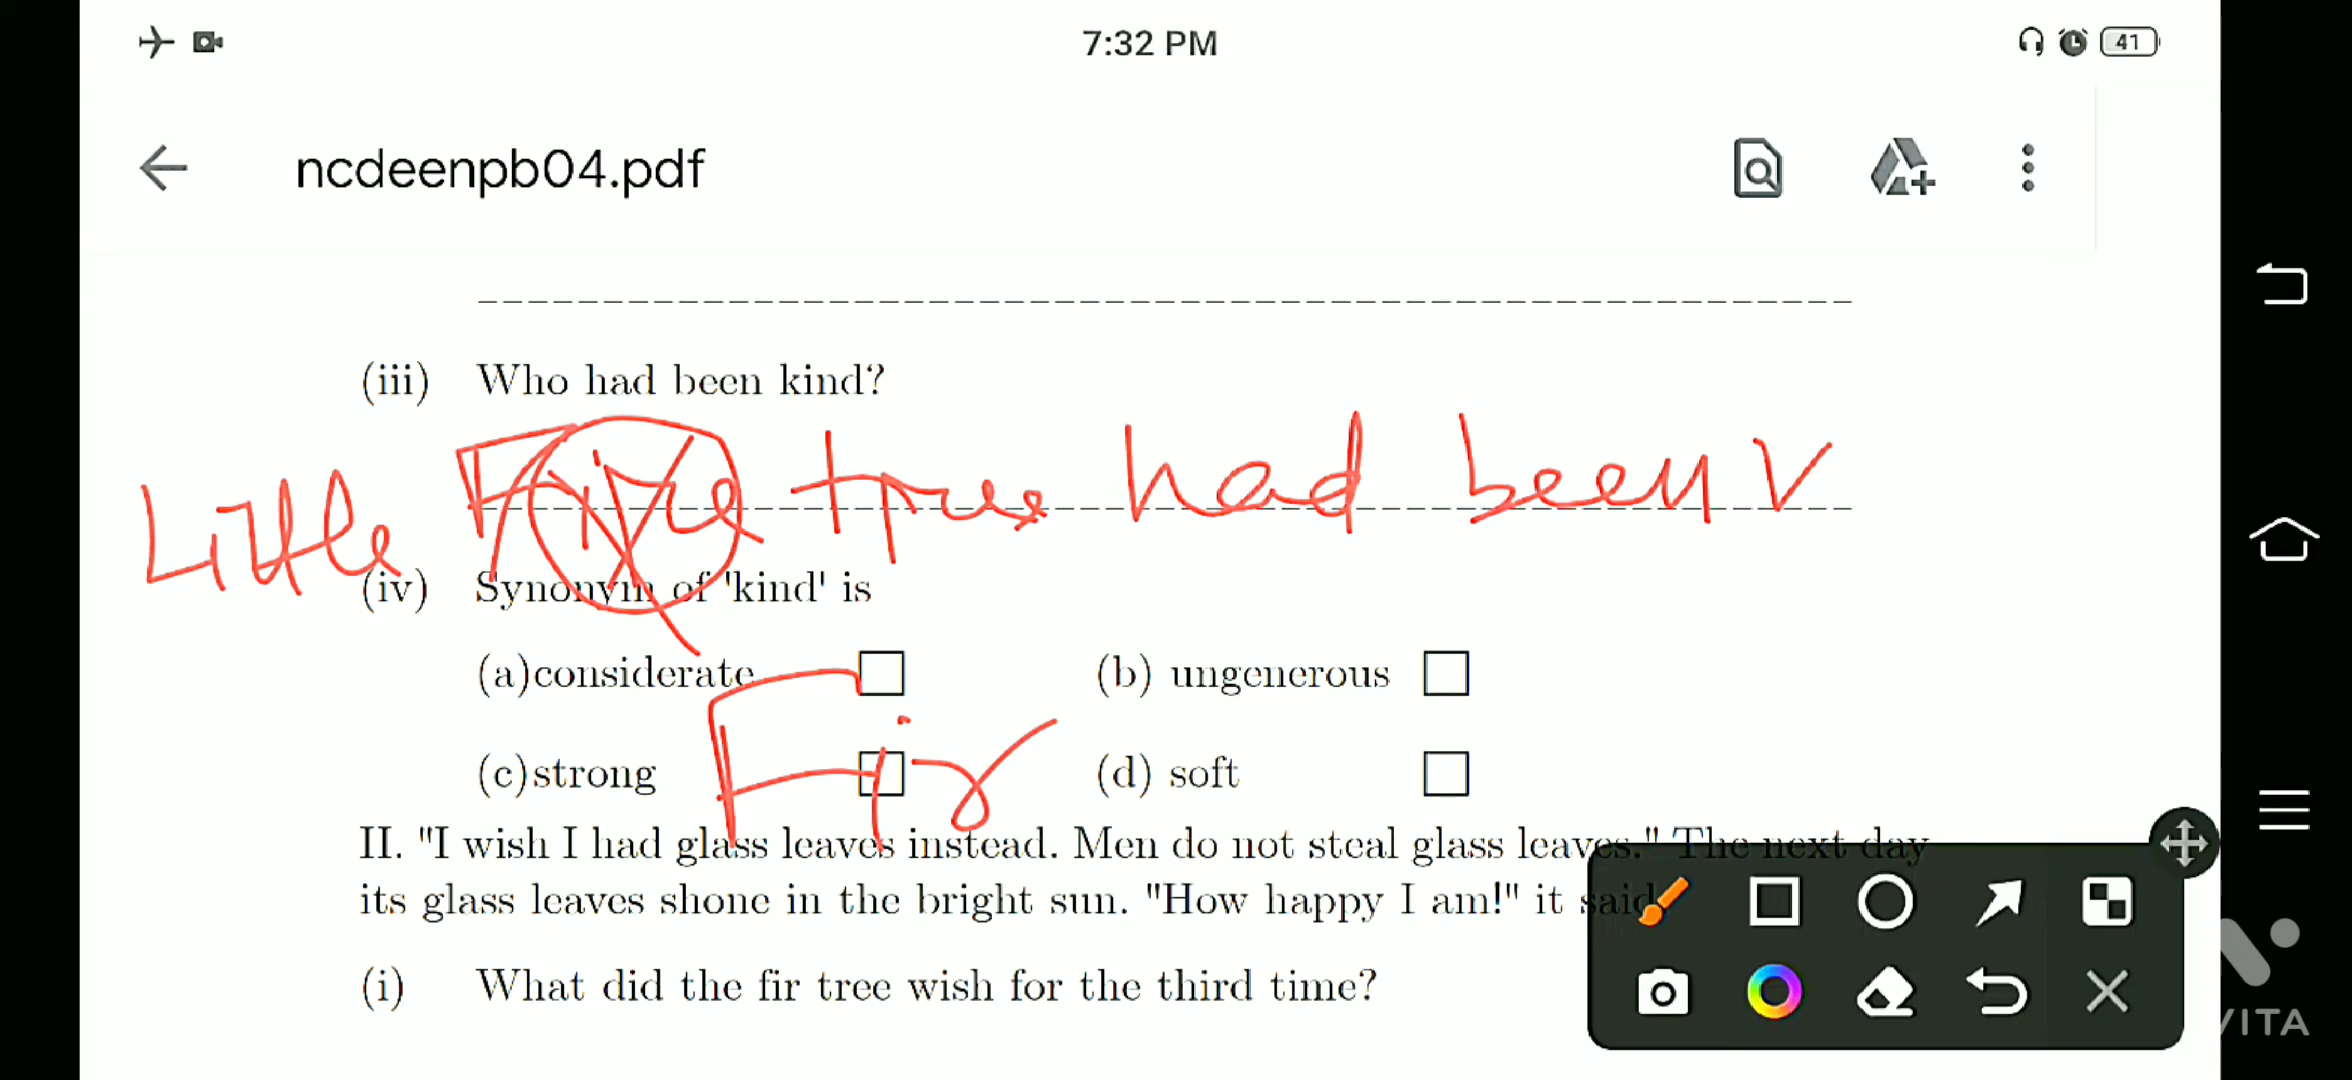 7:32 PM
41
ncdeenpb04.pdf
(iii) Who had been kind?
Little tree had been
(iv) Synonym of 'kind' is
(a)considerate (b) ungenerous
(c)strong (d) soft
Fir
II. "I wish I had glass leaves instead. Men do not steal glass leaves." The next day
its glass leaves shone in the bright sun. "How happy I am!" it said
(i) What did the fir tree wish for the third time?
VITA